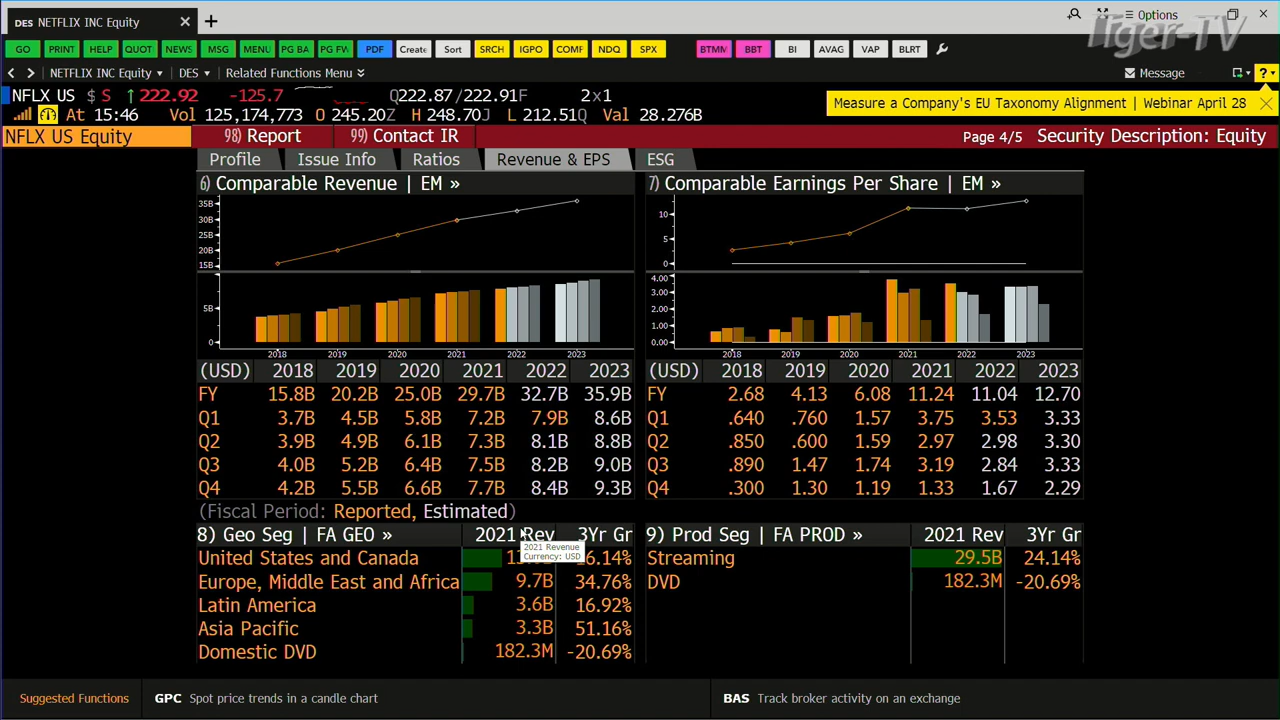 DES NETFLIX INC Equity
Options
Tiger-TV
GO PRINT HELP QUOT NEWS MSG MENU PG BA PG FW PDF Create Sort SRCH IGPO COMF NDQ SPX BTMM BBT BI AVAG VAP BLRT
NETFLIX INC Equity DES Related Functions Menu Message
NFLX US $ S 222.92 -125.7 Q222.87/222.91F 2x1
At 15:46 Vol 125,174,773 O 245.20Z H 248.70J L 212.51Q Val 28.276B
Measure a Company's EU Taxonomy Alignment | Webinar April 28
NFLX US Equity 98) Report 99) Contact IR Page 4/5 Security Description: Equity
Profile Issue Info Ratios Revenue & EPS ESG
6) Comparable Revenue | EM »
35B
30B
25B
20B
15B
5B
0
2018 2019 2020 2021 2022 2023
(USD) 2018 2019 2020 2021 2022 2023
FY 15.8B 20.2B 25.0B 29.7B 32.7B 35.9B
Q1 3.7B 4.5B 5.8B 7.2B 7.9B 8.6B
Q2 3.9B 4.9B 6.1B 7.3B 8.1B 8.8B
Q3 4.0B 5.2B 6.4B 7.5B 8.2B 9.0B
Q4 4.2B 5.5B 6.6B 7.7B 8.4B 9.3B
(Fiscal Period: Reported, Estimated)
7) Comparable Earnings Per Share | EM »
10
5
0
4.00
3.00
2.00
1.00
0.00
2018 2019 2020 2021 2022 2023
(USD) 2018 2019 2020 2021 2022 2023
FY 2.68 4.13 6.08 11.24 11.04 12.70
Q1 .640 .760 1.57 3.75 3.53 3.33
Q2 .850 .600 1.59 2.97 2.98 3.30
Q3 .890 1.47 1.74 3.19 2.84 3.33
Q4 .300 1.30 1.19 1.33 1.67 2.29
8) Geo Seg | FA GEO » 2021 Rev 3Yr Gr
2021 Revenue
Currency: USD
United States and Canada
Europe, Middle East and Africa 9.7B 34.76%
Latin America 3.6B 16.92%
Asia Pacific 3.3B 51.16%
Domestic DVD 182.3M -20.69%
9) Prod Seg | FA PROD » 2021 Rev 3Yr Gr
Streaming 29.5B 24.14%
DVD 182.3M -20.69%
Suggested Functions GPC Spot price trends in a candle chart BAS Track broker activity on an exchange